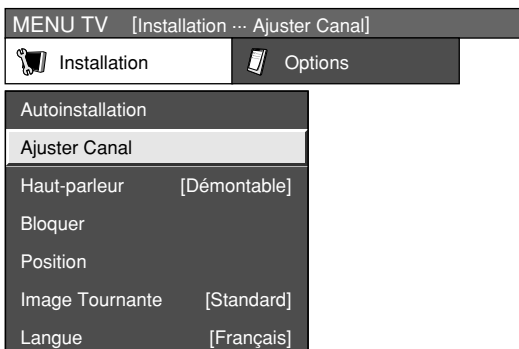 MENU TV [Installation ··· Ajuster Canal]
Installation Options
Autoinstallation
Ajuster Canal
Haut-parleur [Démontable]
Bloquer
Position
Image Tournante [Standard]
Langue [Français]